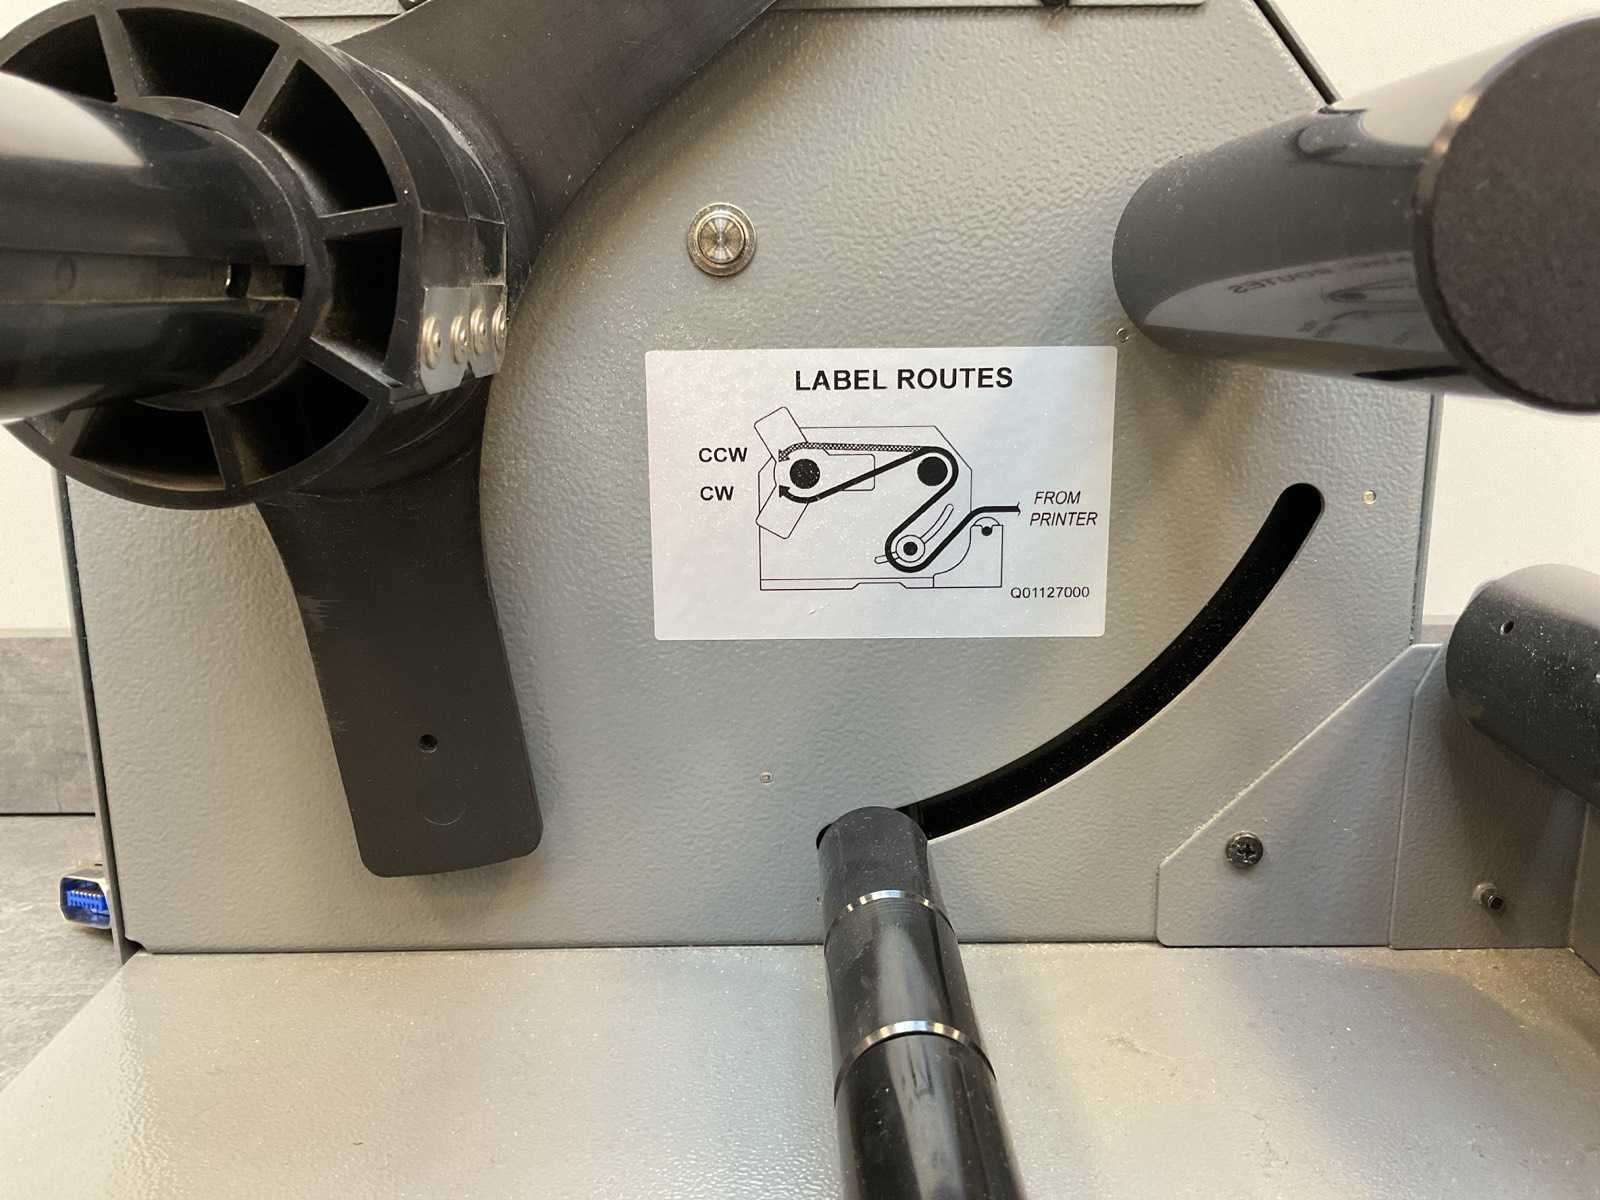 LABEL ROUTES
CCW
CW
FROM
PRINTER
Q01127000